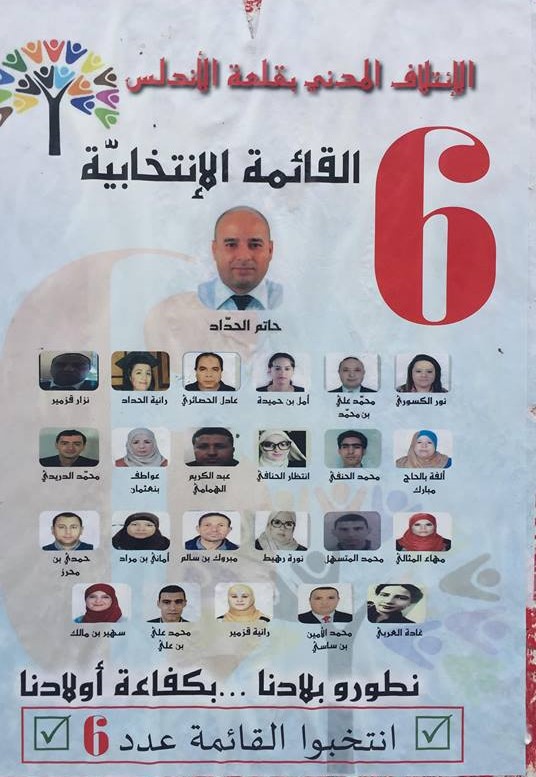 الإئتلاف المدني بقلعة الأندلس
القائمة الإنتخابيّة
6
حاتم الحدّاد
نور الكسوري
محمّد علي بن محمّد
أمل بن حميدة
عادل الحصائري
رانية الحداد
نزار قزمير
ألفة بالحاج مبارك
محمد الحنفي
انتظار الحنافي
عبد الكريم الهمامي
عواطف بنعثمان
محمّد الدريدي
مهاء المثالي
محمد المتسهل
نورة رهيط
مبروك بن سالم
أماني بن مراد
حمدي بن محرز
غادة الغربي
محمد الأمين بن ساسي
رانية قزمير
محمد علي بن علي
سهير بن مالك
نطورو بلادنا ...بكفاعة أولادنا
انتخبوا القائمة عدد 6